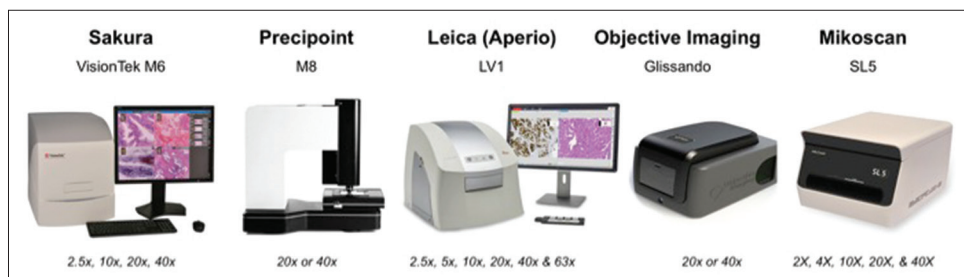 Sakura
VisionTek M6
Precipoint
M8
Leica (Aperio)
LV1
Objective Imaging
Glissando
Mikoscan
SL5
SL5
2.5x, 10x, 20x, 40x
20x or 40x
2.5x, 5x, 10x, 20x, 40x & 63x
20x or 40x
2X, 4X, 10X, 20X, & 40X